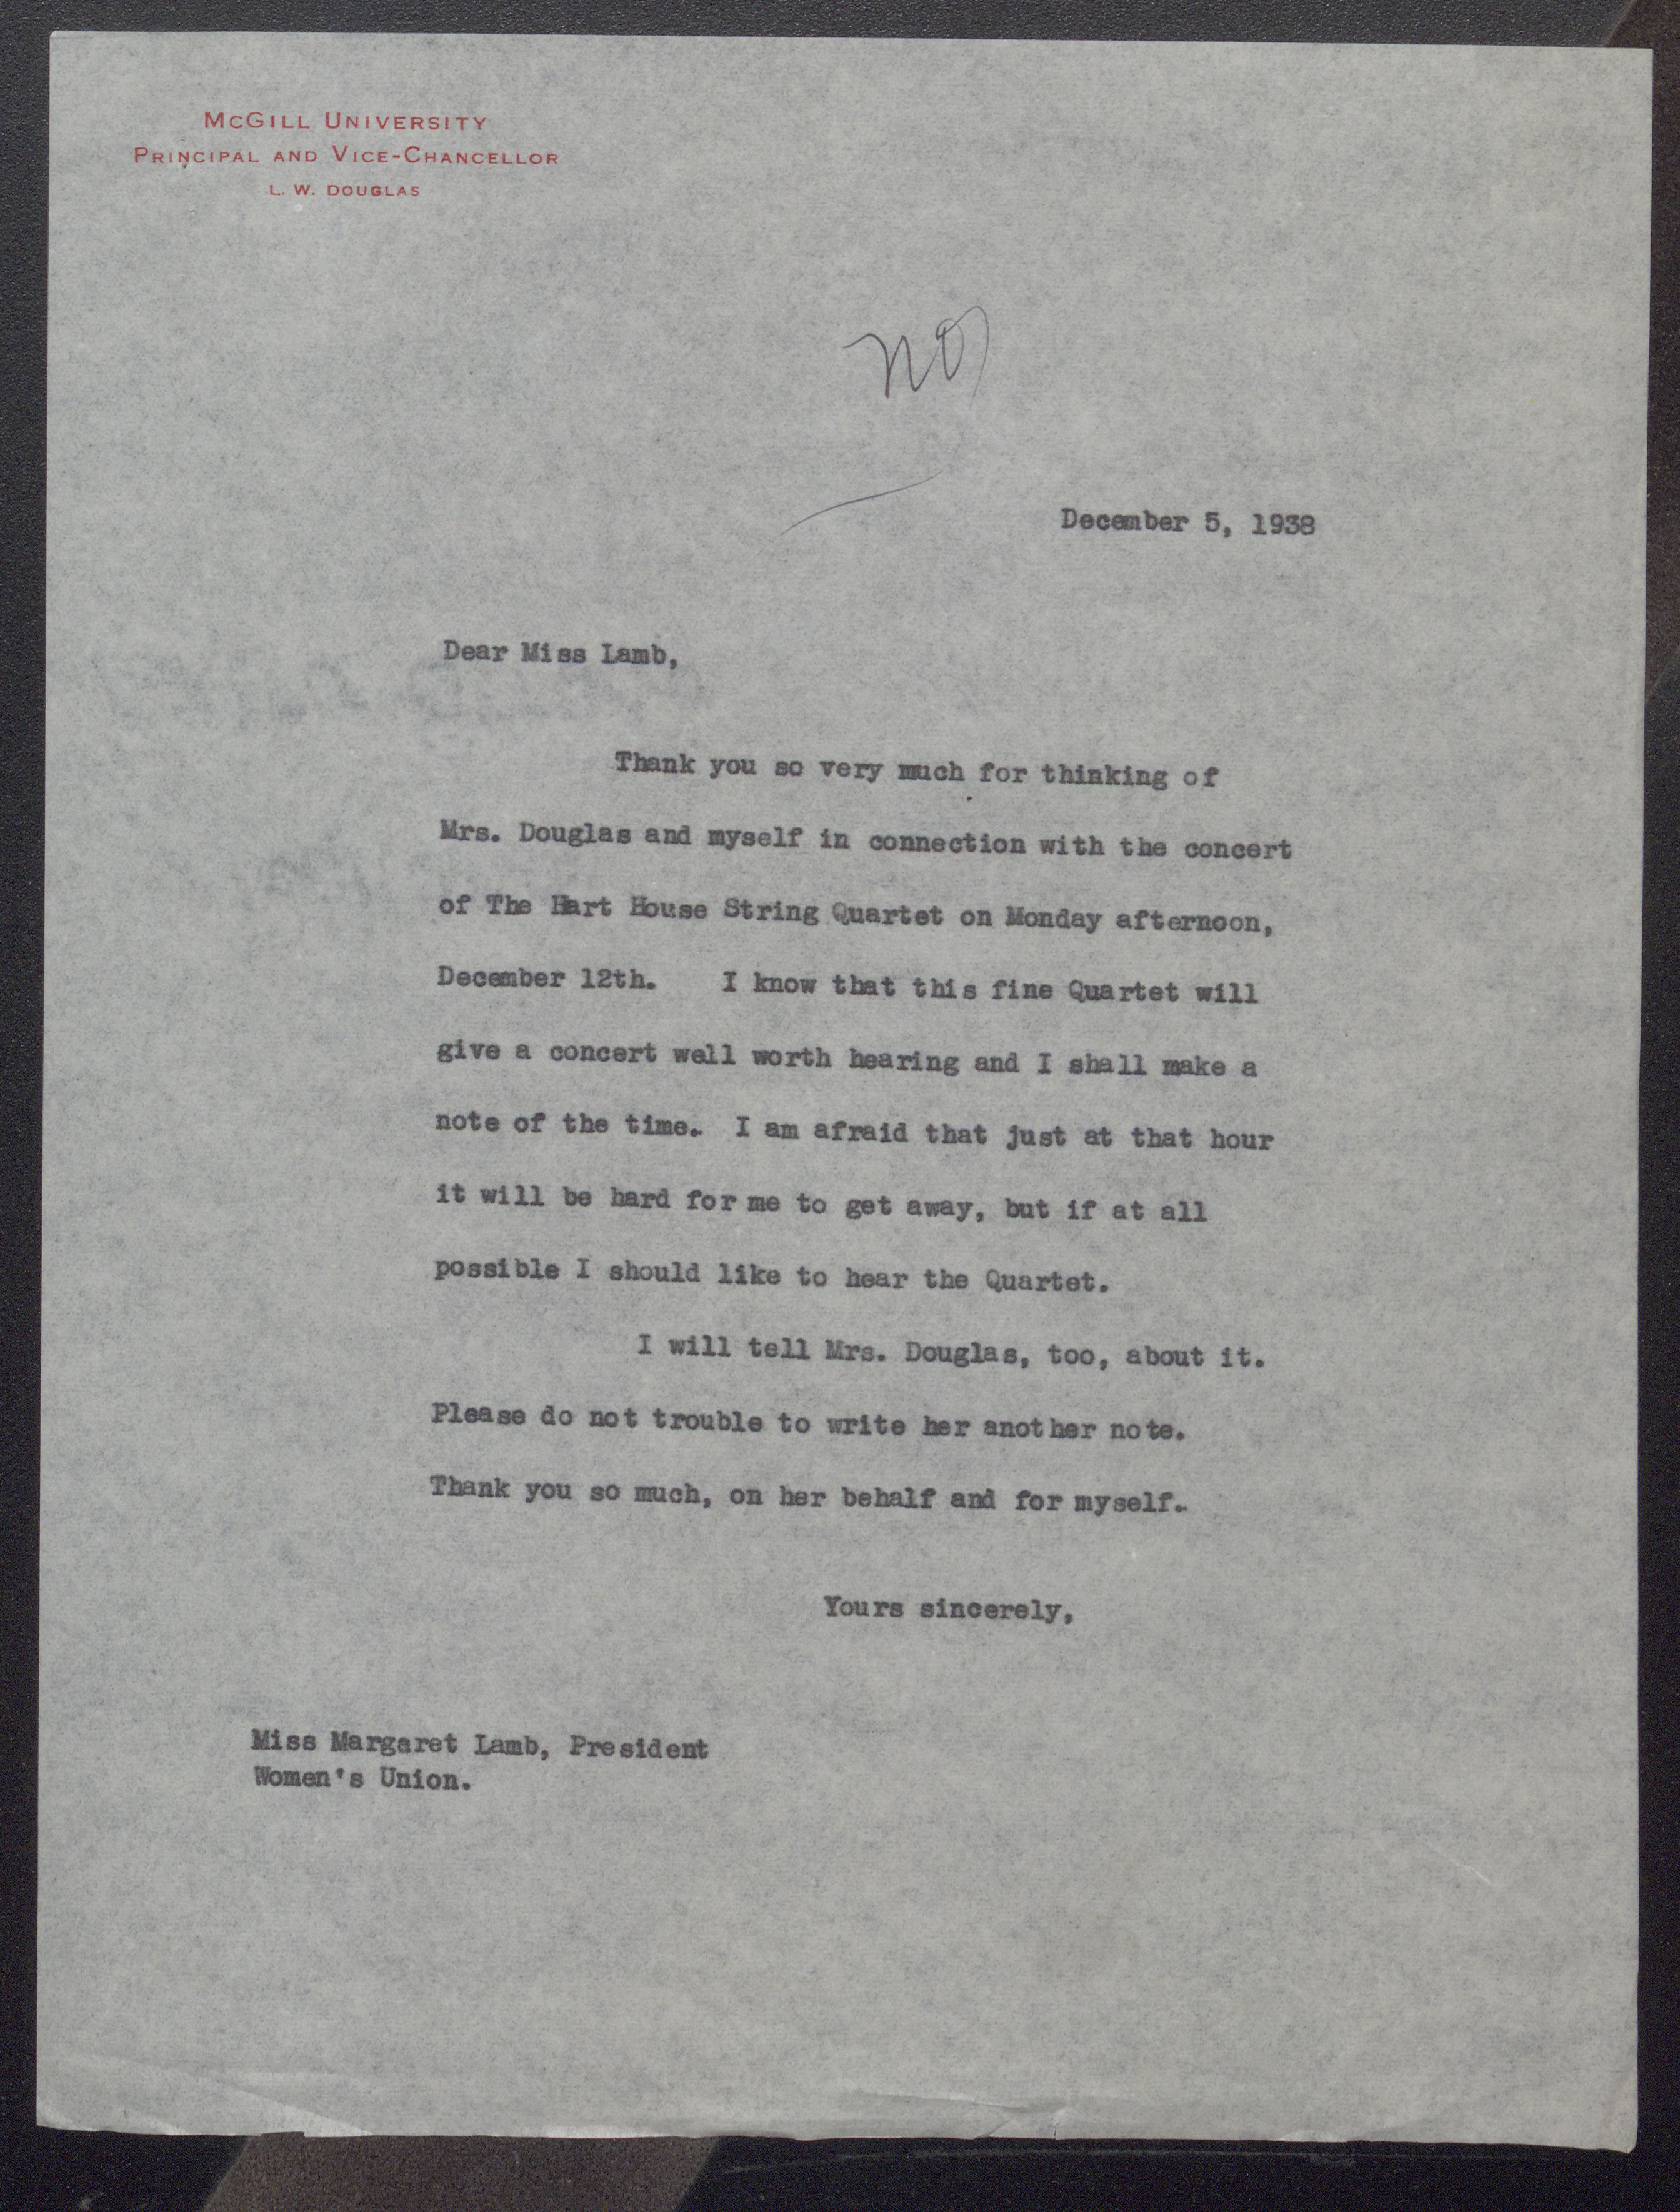 McGILL UNIVERSITY
PRINCIPAL AND VICE-CHANCELLOR
L. W. DOUGLAS
no
December 5, 1938
Dear Miss Lamb,
Thank you so very much for thinking of
Mrs. Douglas and myself in connection with the concert
of The Hart House String Quartet on Monday afternoon,
December 12th. I know that this fine Quartet will
give a concert well worth hearing and I shall make a
note of the time. I am afraid that just at that hour
it will be hard for me to get away, but if at all
possible I should like to hear the Quartet.
I will tell Mrs. Douglas, too, about it.
Please do not trouble to write her another note.
Thank you so much, on her behalf and for myself.
Yours sincerely,
Miss Margaret Lamb, President
Women's Union.